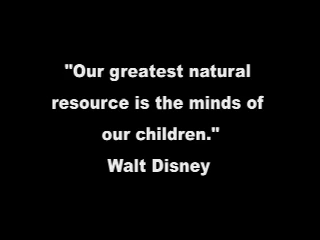 "Our greatest natural
resource is the minds of
our children."
Walt Disney